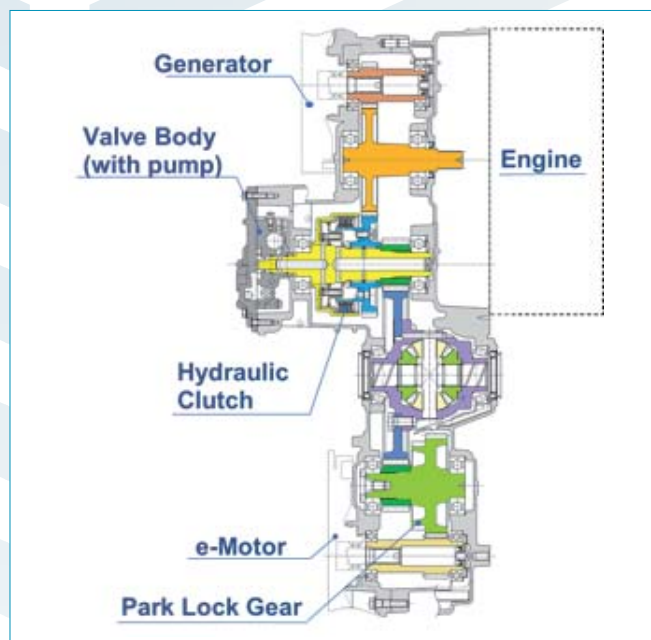 Generator
Valve Body
(with pump)
Engine
Hydraulic
Clutch
e-Motor
Park Lock Gear